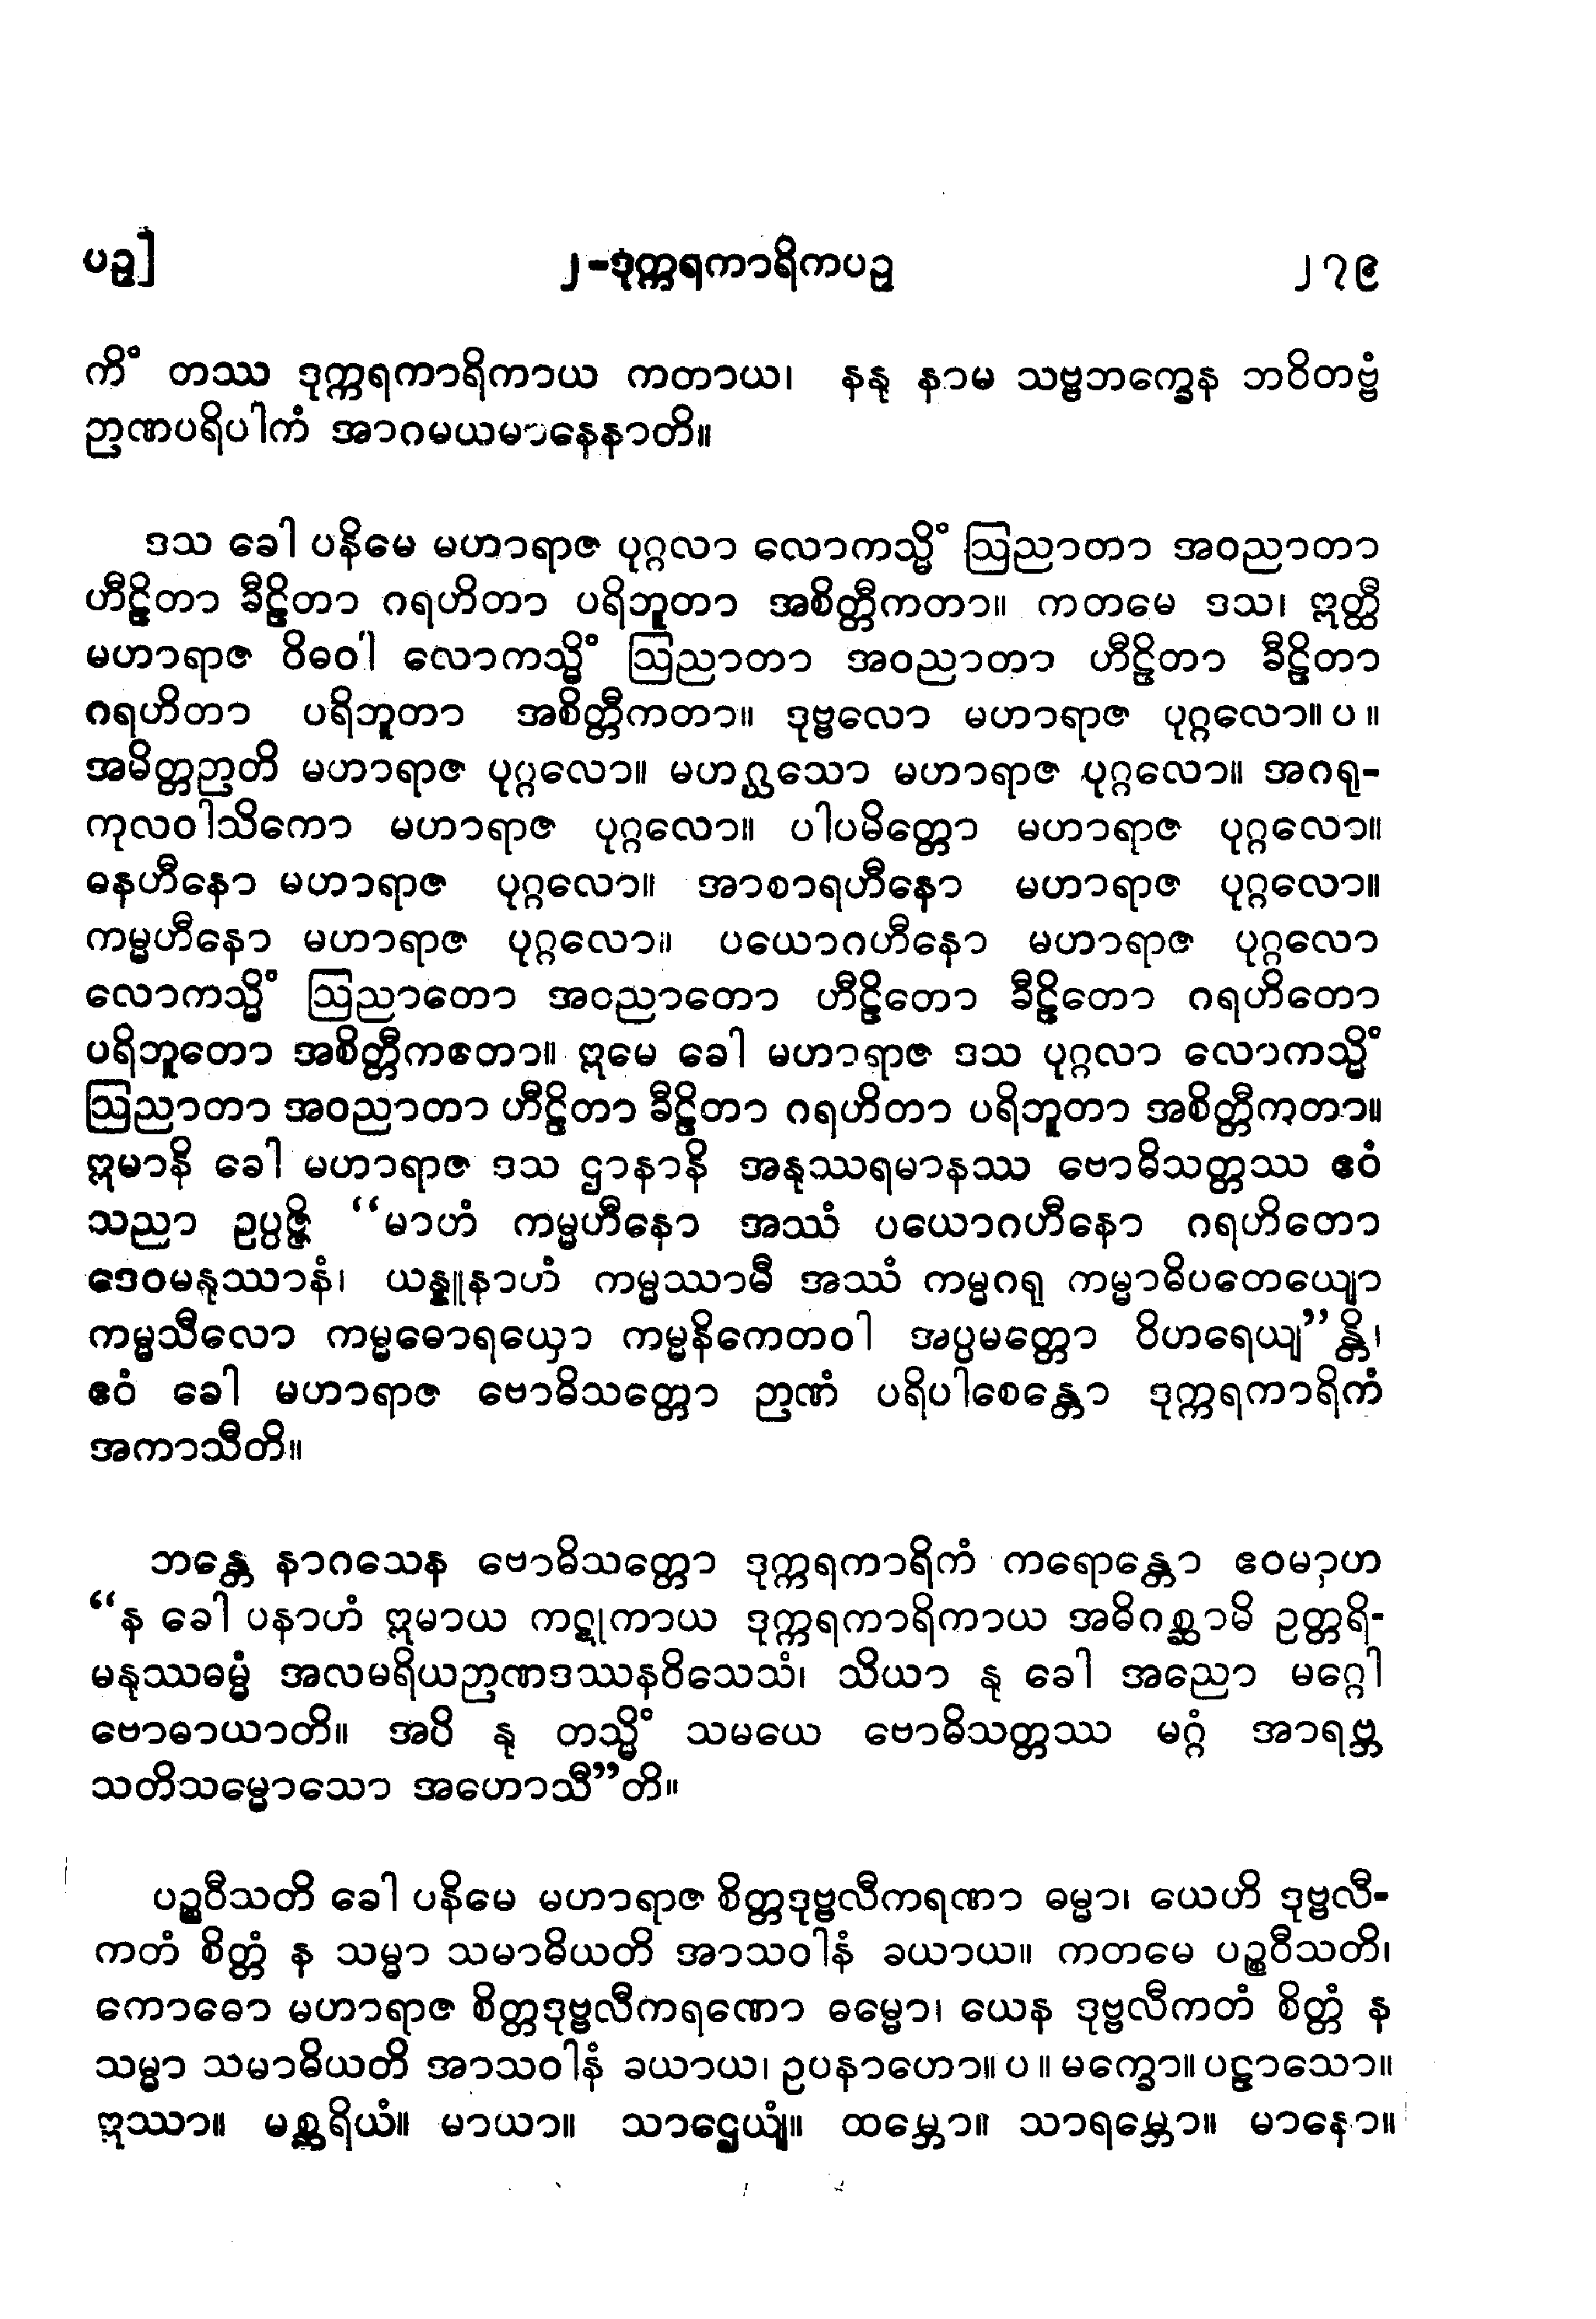 ပဥှ]
၂-ဒုက္ကရကာရိကပဥှ
၂၇၉
ကိံ တဿ ဒုက္ကရကာရိကာယ ကတာယ၊ နနု နာမ သဗ္ဗဘက္ခေန ဘဝိတဗ္ဗံ
ဉာဏပရိပါကံ အာဂမယမာနေနာတိ။
ဒသ ခေါ ပနိမေ မဟာရာဇ ပုဂ္ဂလာ လောကသ္မိံ ဩညာတာ အဝညာတာ
ဟီဠိတာ ခီဠိတာ ဂရဟိတာ ပရိဘူတာ အစိတ္တီကတာ။ ကတမေ ဒသ၊ ဣတ္ထီ
မဟာရာဇ ဝိဓဝါ လောကသ္မိံ ဩညာတာ အဝညာတာ ဟီဠိတာ ခီဠိတာ
ဂရဟိတာ ပရိဘူတာ အစိတ္တီကတာ။ ဒုဗ္ဗလော မဟာရာဇ ပုဂ္ဂလော။ပ။
အမိတ္တဉာတိ မဟာရာဇ ပုဂ္ဂလော။ မဟဂ္ဃသော မဟာရာဇ ပုဂ္ဂလော။ အဂရု-
ကုလဝါသိကော မဟာရာဇ ပုဂ္ဂလော။ ပါပမိတ္တော မဟာရာဇ ပုဂ္ဂလော။
ဓနဟီနော မဟာရာဇ ပုဂ္ဂလော။ အာစာရဟီနော မဟာရာဇ ပုဂ္ဂလော။
ကမ္မဟီနော မဟာရာဇ ပုဂ္ဂလော။ ပယောဂဟီနော မဟာရာဇ ပုဂ္ဂလော
လောကသ္မိံ ဩညာတော အဝညာတော ဟီဠိတော ခီဠိတော ဂရဟိတော
ပရိဘူတော အစိတ္တီကတော။ ဣမေ ခေါ မဟာရာဇ ဒသ ပုဂ္ဂလာ လောကသ္မိံ
ဩညာတာ အဝညာတာ ဟီဠိတာ ခီဠိတာ ဂရဟိတာ ပရိဘူတာ အစိတ္တီကတာ။
ဣမာနိ ခေါ မဟာရာဇ ဒသ ဌာနာနိ အနုဿရမာနဿ ဗောဓိသတ္တဿ ဧဝံ
သညာ ဥပ္ပဇ္ဇိ “မာဟံ ကမ္မဟီနော အဿံ ပယောဂဟီနော ဂရဟိတော
ဒေဝမနုဿာနံ၊ ယန္နူနာဟံ ကမ္မဿာမီ အဿံ ကမ္မဂရု ကမ္မာဓိပတေယျော
ကမ္မသီလော ကမ္မဓောရယှော ကမ္မနိကေတဝါ အပ္ပမတ္တော ဝိဟရေယျ”န္တိ၊
ဧဝံ ခေါ မဟာရာဇ ဗောဓိသတ္တော ဉာဏံ ပရိပါစေန္တော ဒုက္ကရကာရိကံ
အကာသီတိ။
ဘန္တေ နာဂသေန ဗောဓိသတ္တော ဒုက္ကရကာရိကံ ကရောန္တော ဧဝမာဟ
“န ခေါ ပနာဟံ ဣမာယ ကဋုကာယ ဒုက္ကရကာရိကာယ အဓိဂစ္ဆာမိ ဥတ္တရိ-
မနုဿဓမ္မံ အလမရိယဉာဏဒဿနဝိသေသံ၊ သိယာ နု ခေါ အညော မဂ္ဂေါ
ဗောဓာယာတိ။ အပိ နု တသ္မိံ သမယေ ဗောဓိသတ္တဿ မဂ္ဂံ အာရဗ္ဘ
သတိသမ္မောသော အဟောသီ”တိ။
ပဉ္စဝီသတိ ခေါ ပနိမေ မဟာရာဇ စိတ္တဒုဗ္ဗလီကရဏာ ဓမ္မာ၊ ယေဟိ ဒုဗ္ဗလီ-
ကတံ စိတ္တံ န သမ္မာ သမာဓိယတိ အာသဝါနံ ခယာယ။ ကတမေ ပဉ္စဝီသတိ၊
ကောဓော မဟာရာဇ စိတ္တဒုဗ္ဗလီကရဏော ဓမ္မော၊ ယေန ဒုဗ္ဗလီကတံ စိတ္တံ န
သမ္မာ သမာဓိယတိ အာသဝါနံ ခယာယ၊ ဥပနာဟော။ပ။မက္ခော။ ပဠာသော။
ဣဿာ။ မစ္ဆရိယံ။ မာယာ။ သာဌေယျံ။ ထမ္ဘော။ သာရမ္ဘော။ မာနော။